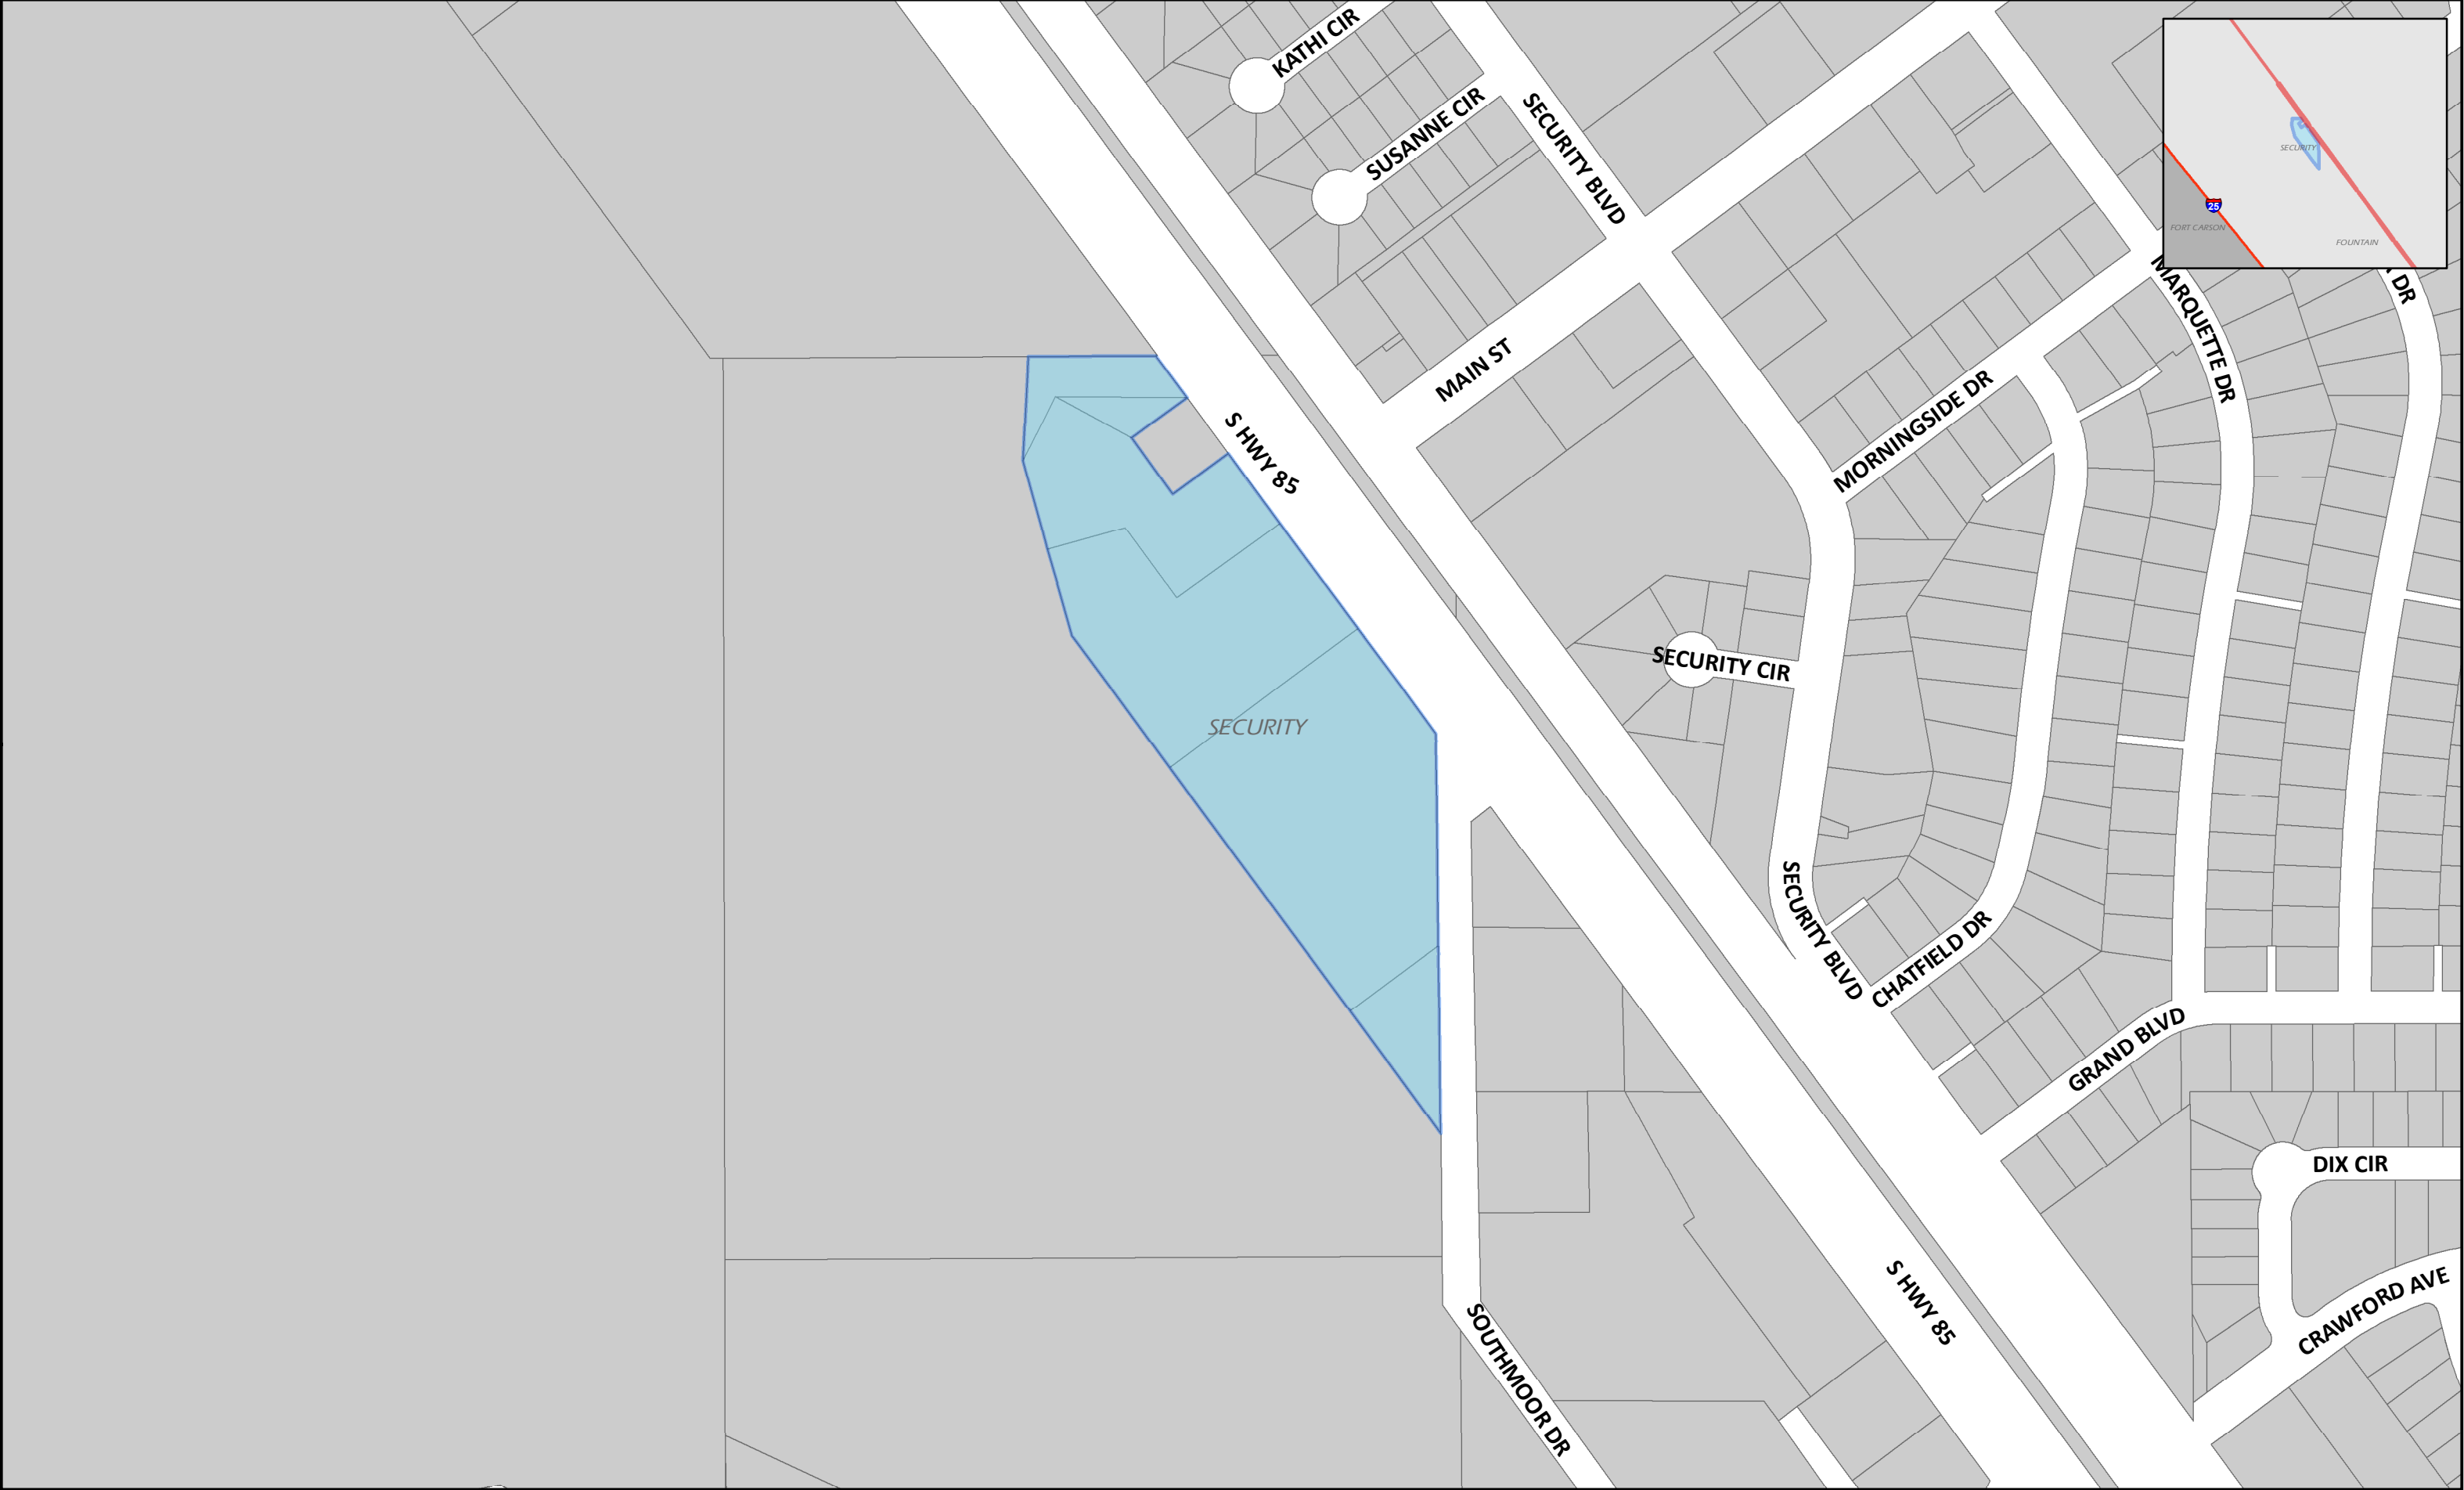 KATHI CIR
SUSANNE CIR
SECURITY BLVD
MAIN ST
S HWY 85
MORNINGSIDE DR
MARQUETTE DR
DR
SECURITY
25
FORT CARSON
FOUNTAIN
SECURITY CIR
SECURITY
SECURITY BLVD
CHATFIELD DR
GRAND BLVD
DIX CIR
CRAWFORD AVE
S HWY 85
SOUTHMOOR DR